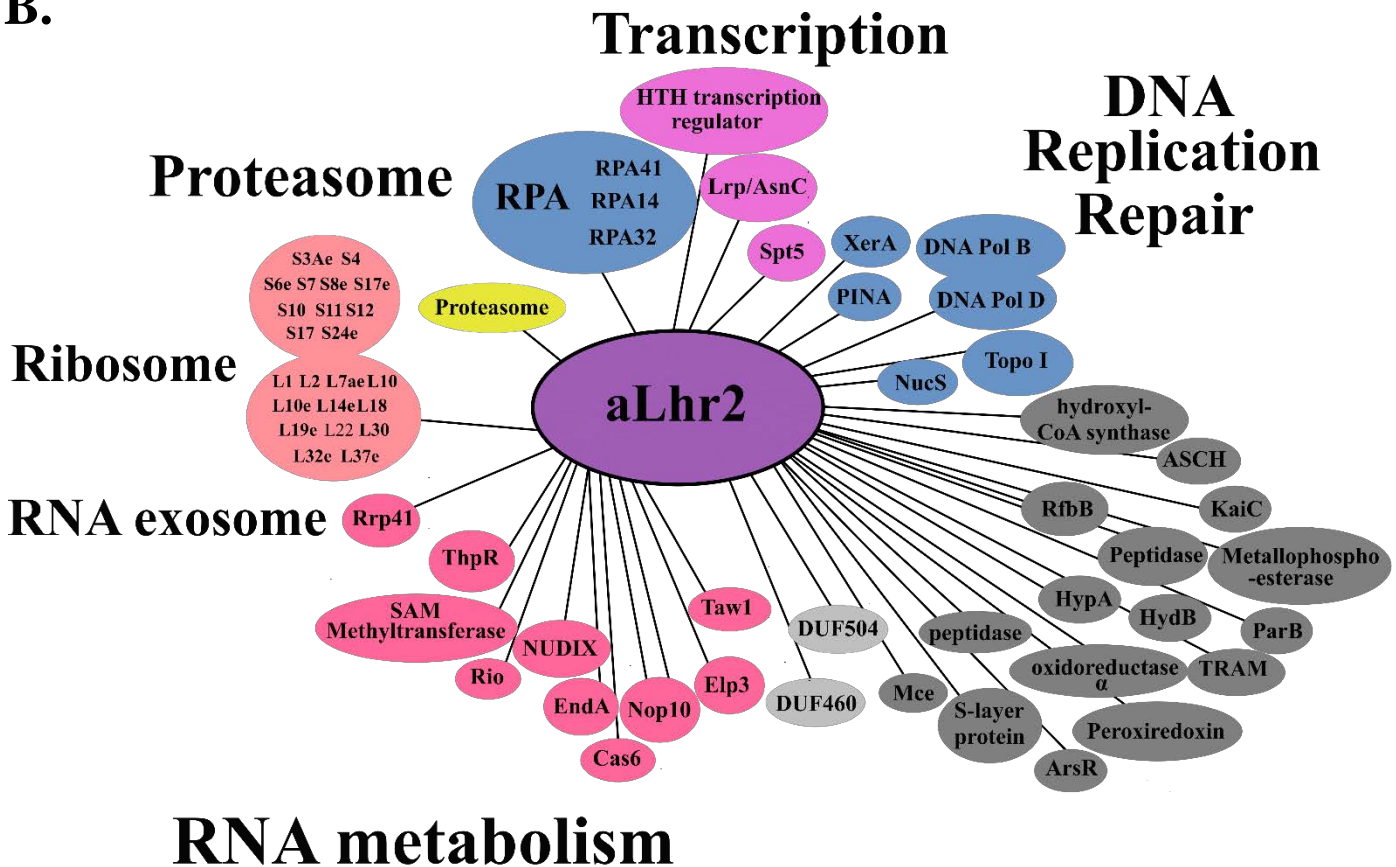 B.
Transcription
HTH transcription
regulator
DNA
Replication
Repair
Proteasome
RPA
RPA41
RPA14
RPA32
Lrp/AsnC
Spt5
XerA
DNA Pol B
PINA
DNA Pol D
Proteasome
S3Ae S4
S6e S7 S8e S17e
S10 S11 S12
S17 S24e
Ribosome
L1 L2 L7ae L10
L10e L14e L18
L19e L22 L30
L32e L37e
aLhr2
Topo I
NucS
hydroxyl-
CoA synthase
ASCH
RNA exosome
Rrp41
RfbB
KaiC
ThpR
Peptidase
Metallophospho
-esterase
SAM
Methyltransferase
Taw1
DUF504
peptidase
HypA
HydB
ParB
NUDIX
Rio
Elp3
oxidoreductase
α
TRAM
EndA
Nop10
DUF460
Mce
S-layer
protein
Peroxiredoxin
Cas6
ArsR
RNA metabolism